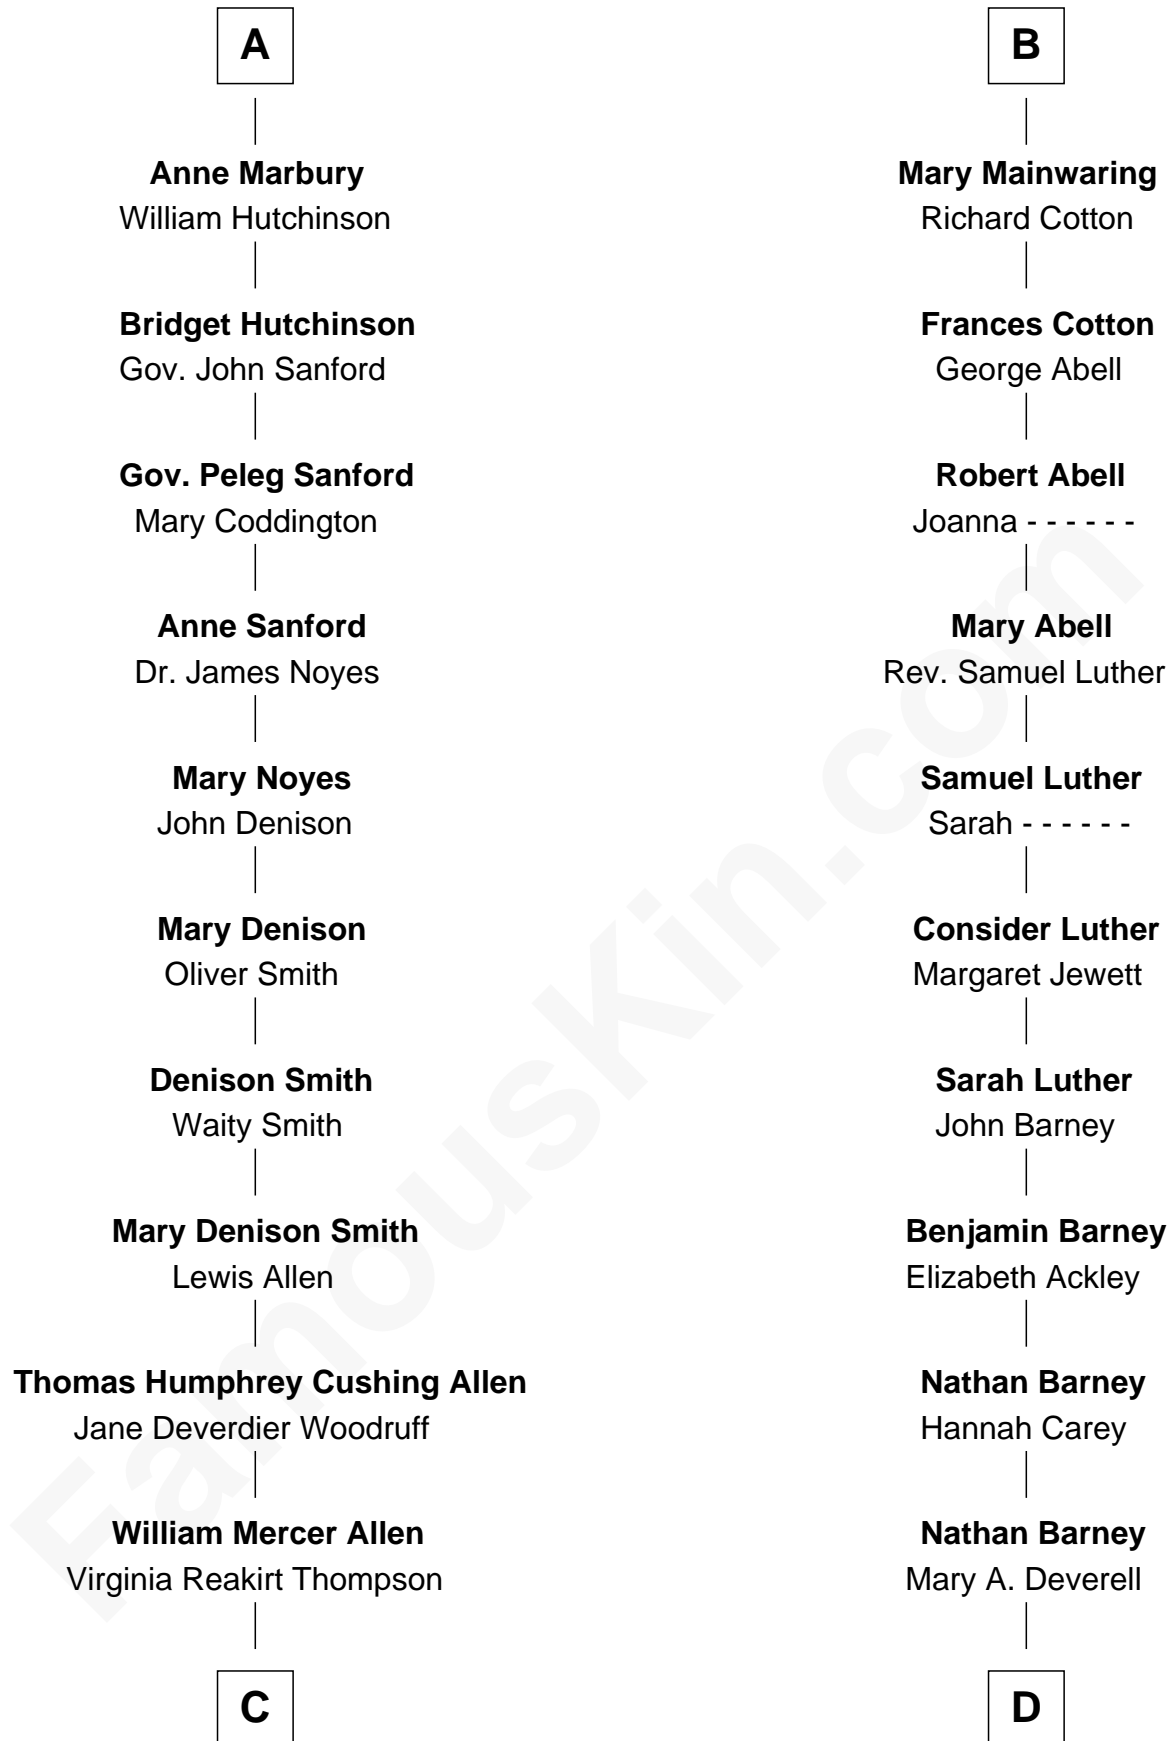 A
Anne Marbury
William Hutchinson
Bridget Hutchinson
Gov. John Sanford
Gov. Peleg Sanford
Mary Coddington
Anne Sanford
Dr. James Noyes
Mary Noyes
John Denison
Mary Denison
Oliver Smith
Denison Smith
Waity Smith
Mary Denison Smith
Lewis Allen
Thomas Humphrey Cushing Allen
Jane Deverdier Woodruff
William Mercer Allen
Virginia Reakirt Thompson
C
B
Mary Mainwaring
Richard Cotton
Frances Cotton
George Abell
Robert Abell
Joanna - - - - - -
Mary Abell
Rev. Samuel Luther
Samuel Luther
Sarah - - - - - -
Consider Luther
Margaret Jewett
Sarah Luther
John Barney
Benjamin Barney
Elizabeth Ackley
Nathan Barney
Hannah Carey
Nathan Barney
Mary A. Deverell
D
FamousKin.com